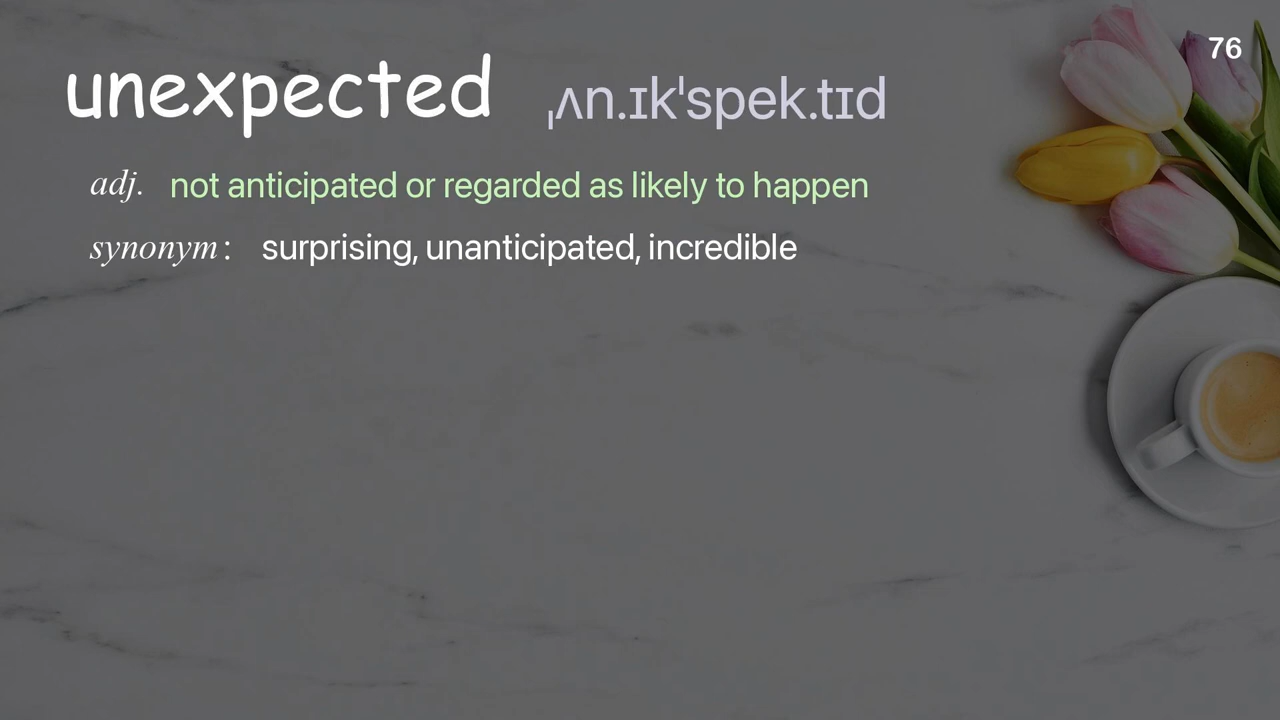 76
unexpected ˌʌn.ɪkˈspek.tɪd
adj. not anticipated or regarded as likely to happen
synonym: surprising, unanticipated, incredible